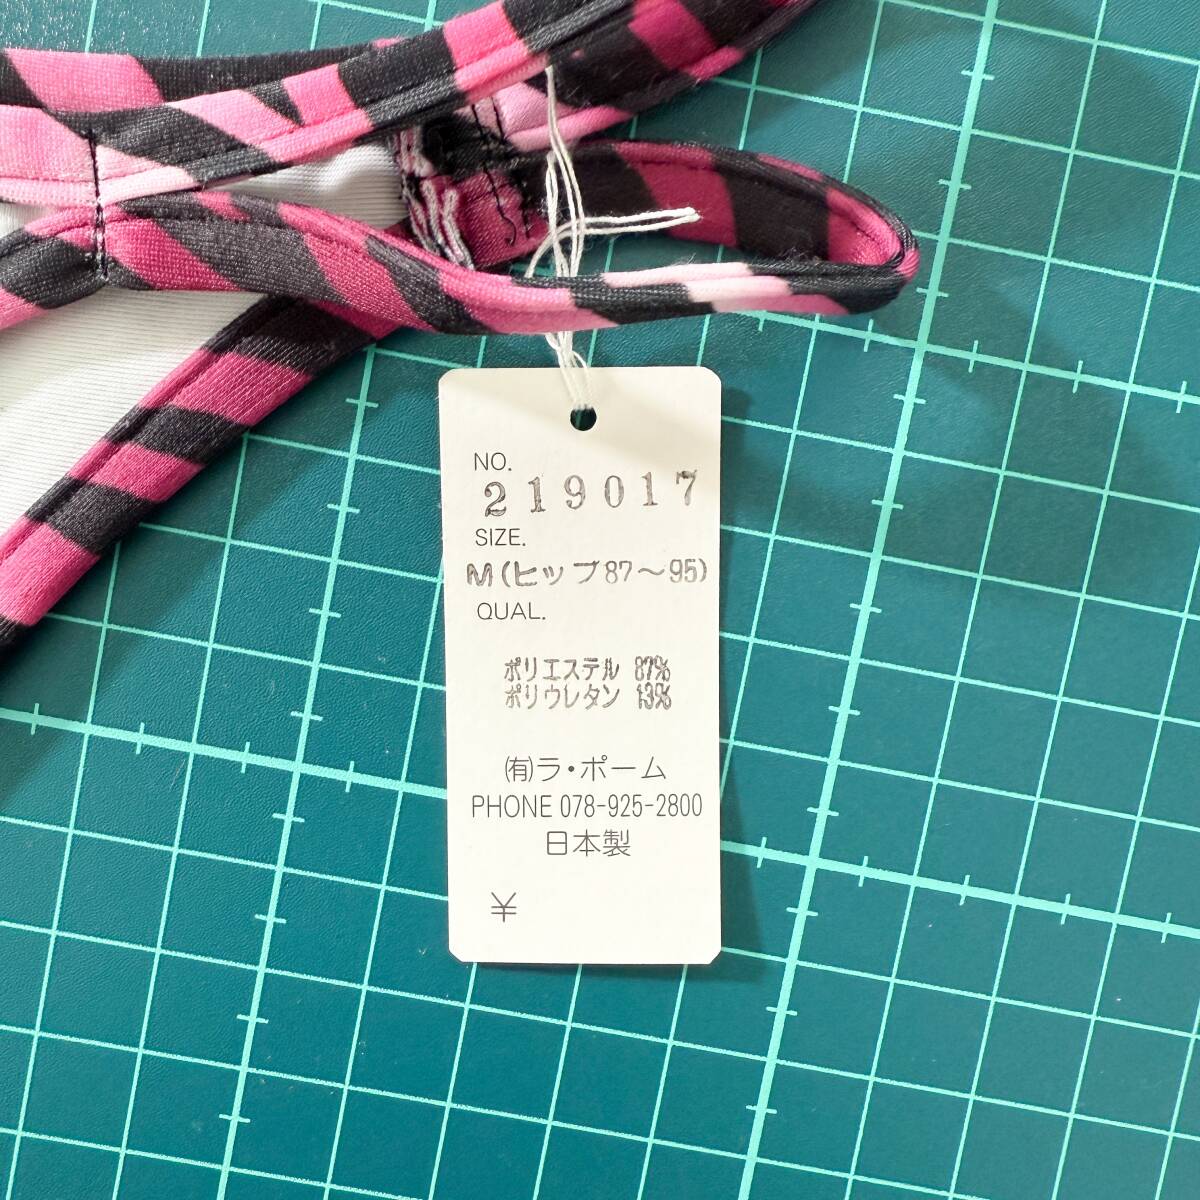 NO.
219017
SIZE.
M(ヒップ87～95)
QUAL.
ポリエステル 87%
ポリウレタン 13%
(有)ラ・ポーム
PHONE 078-925-2800
日本製
¥